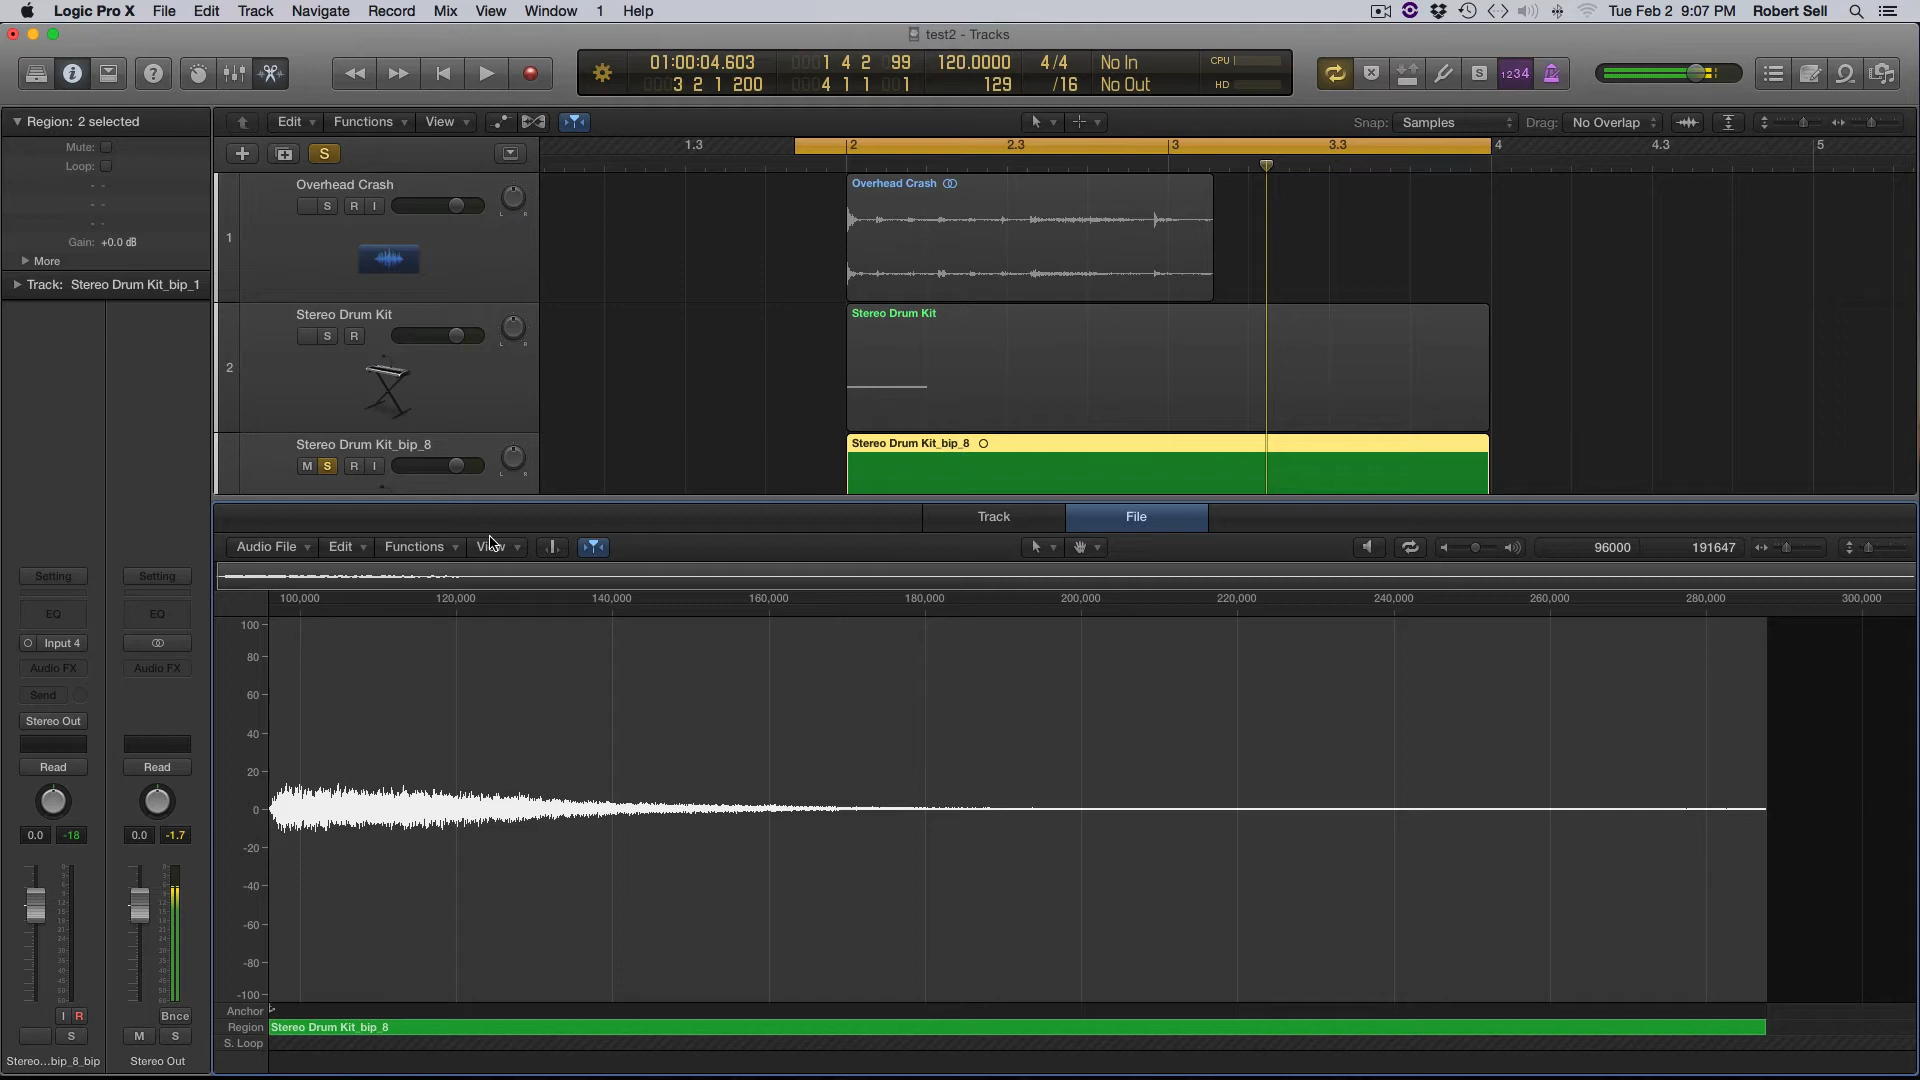 Logic Pro X File Edit Track Navigate Record Mix View Window 1 Help Tue Feb 2 9:07 PM Robert Sell
test2 - Tracks
01:00:04.603 1 4 2 99 120.0000 4/4 No In CPU
3 2 1 200 4 1 1 1 129 /16 No Out HD
1234
Region: 2 selected
Edit Functions View Snap: Samples Drag: No Overlap
Mute:
Loop:
Gain: +0.0 dB
More
Track: Stereo Drum Kit_bip_1
S
1.3 2 2.3 3 3.3 4 4.3 5
1
Overhead Crash
S R I
L R
Overhead Crash
2
Stereo Drum Kit
S R
L R
Stereo Drum Kit
Stereo Drum Kit_bip_8
M S R I
L R
Stereo Drum Kit_bip_8
Track File
Audio File Edit Functions View 96000 191647
100,000 120,000 140,000 160,000 180,000 200,000 220,000 240,000 260,000 280,000 300,000
100
80
60
40
20
0
-20
-40
-60
-80
-100
Anchor
Region Stereo Drum Kit_bip_8
S. Loop
Setting Setting
EQ EQ
Input 4
Audio FX Audio FX
Send
Stereo Out
Read Read
0.0 -18 0.0 -1.7
I R Bnce
S M S
Stereo...bip_8_bip Stereo Out